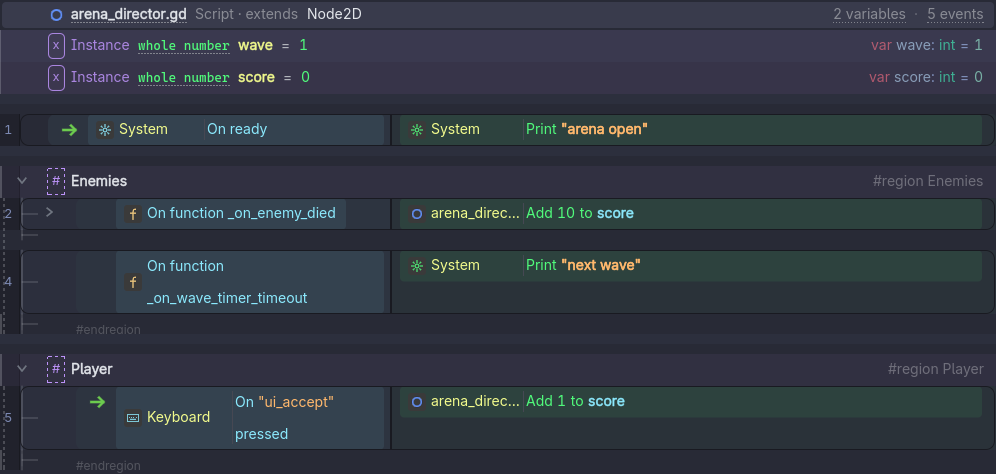 arena_director.gd Script · extends Node2D 2 variables · 5 events
x Instance whole number wave = 1 var wave: int = 1
x Instance whole number score = 0 var score: int = 0
1 System On ready System Print "arena open"
# Enemies #region Enemies
2 f On function _on_enemy_died arena_direc... Add 10 to score
4 f On function System Print "next wave"
_on_wave_timer_timeout
#endregion
# Player #region Player
5 Keyboard On "ui_accept" arena_direc... Add 1 to score
pressed
#endregion